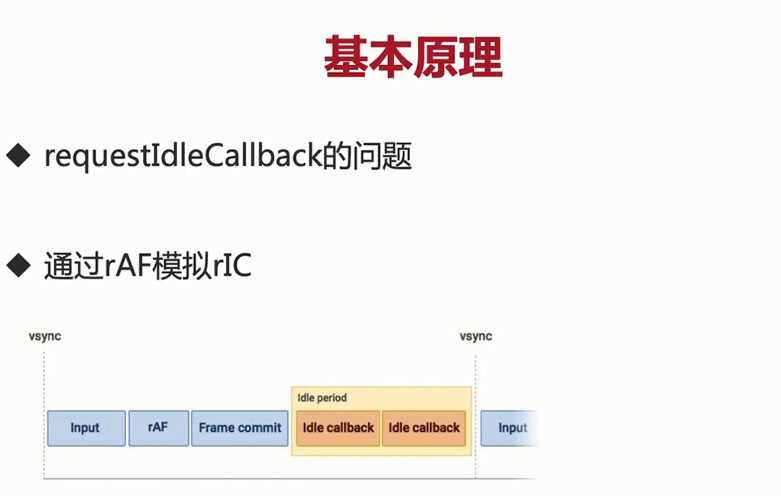 基本原理
◆ requestIdleCallback的问题
◆ 通过rAF模拟rIC
vsync vsync
Idle period
Input rAF Frame commit Idle callback Idle callback Input